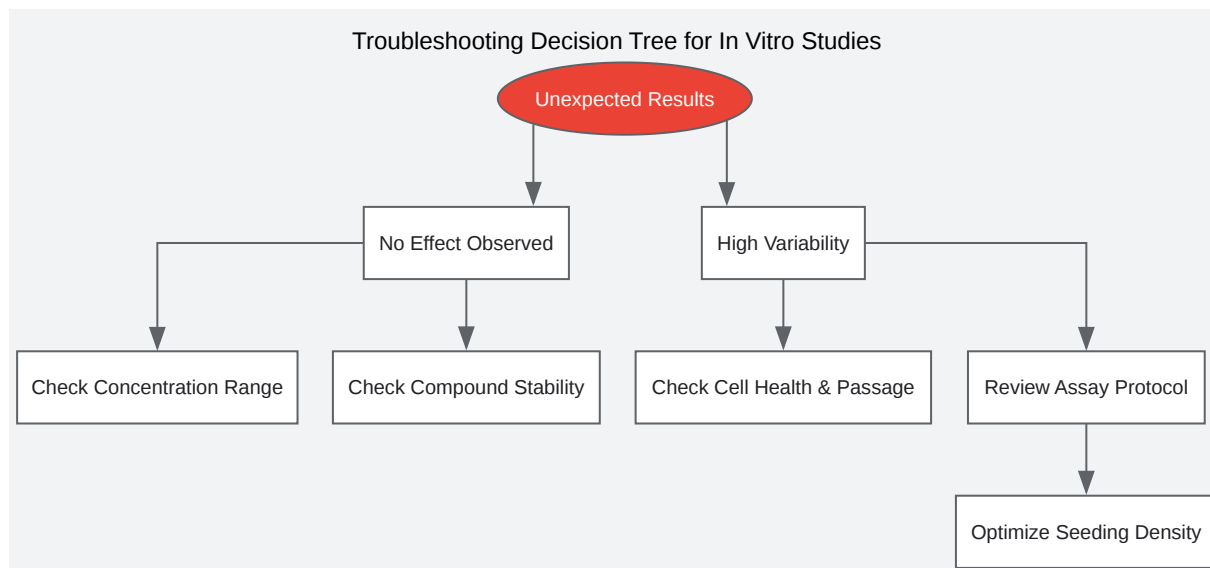 Troubleshooting Decision Tree for In Vitro Studies
Unexpected Results
No Effect Observed
High Variability
Check Concentration Range
Check Compound Stability
Check Cell Health & Passage
Review Assay Protocol
Optimize Seeding Density